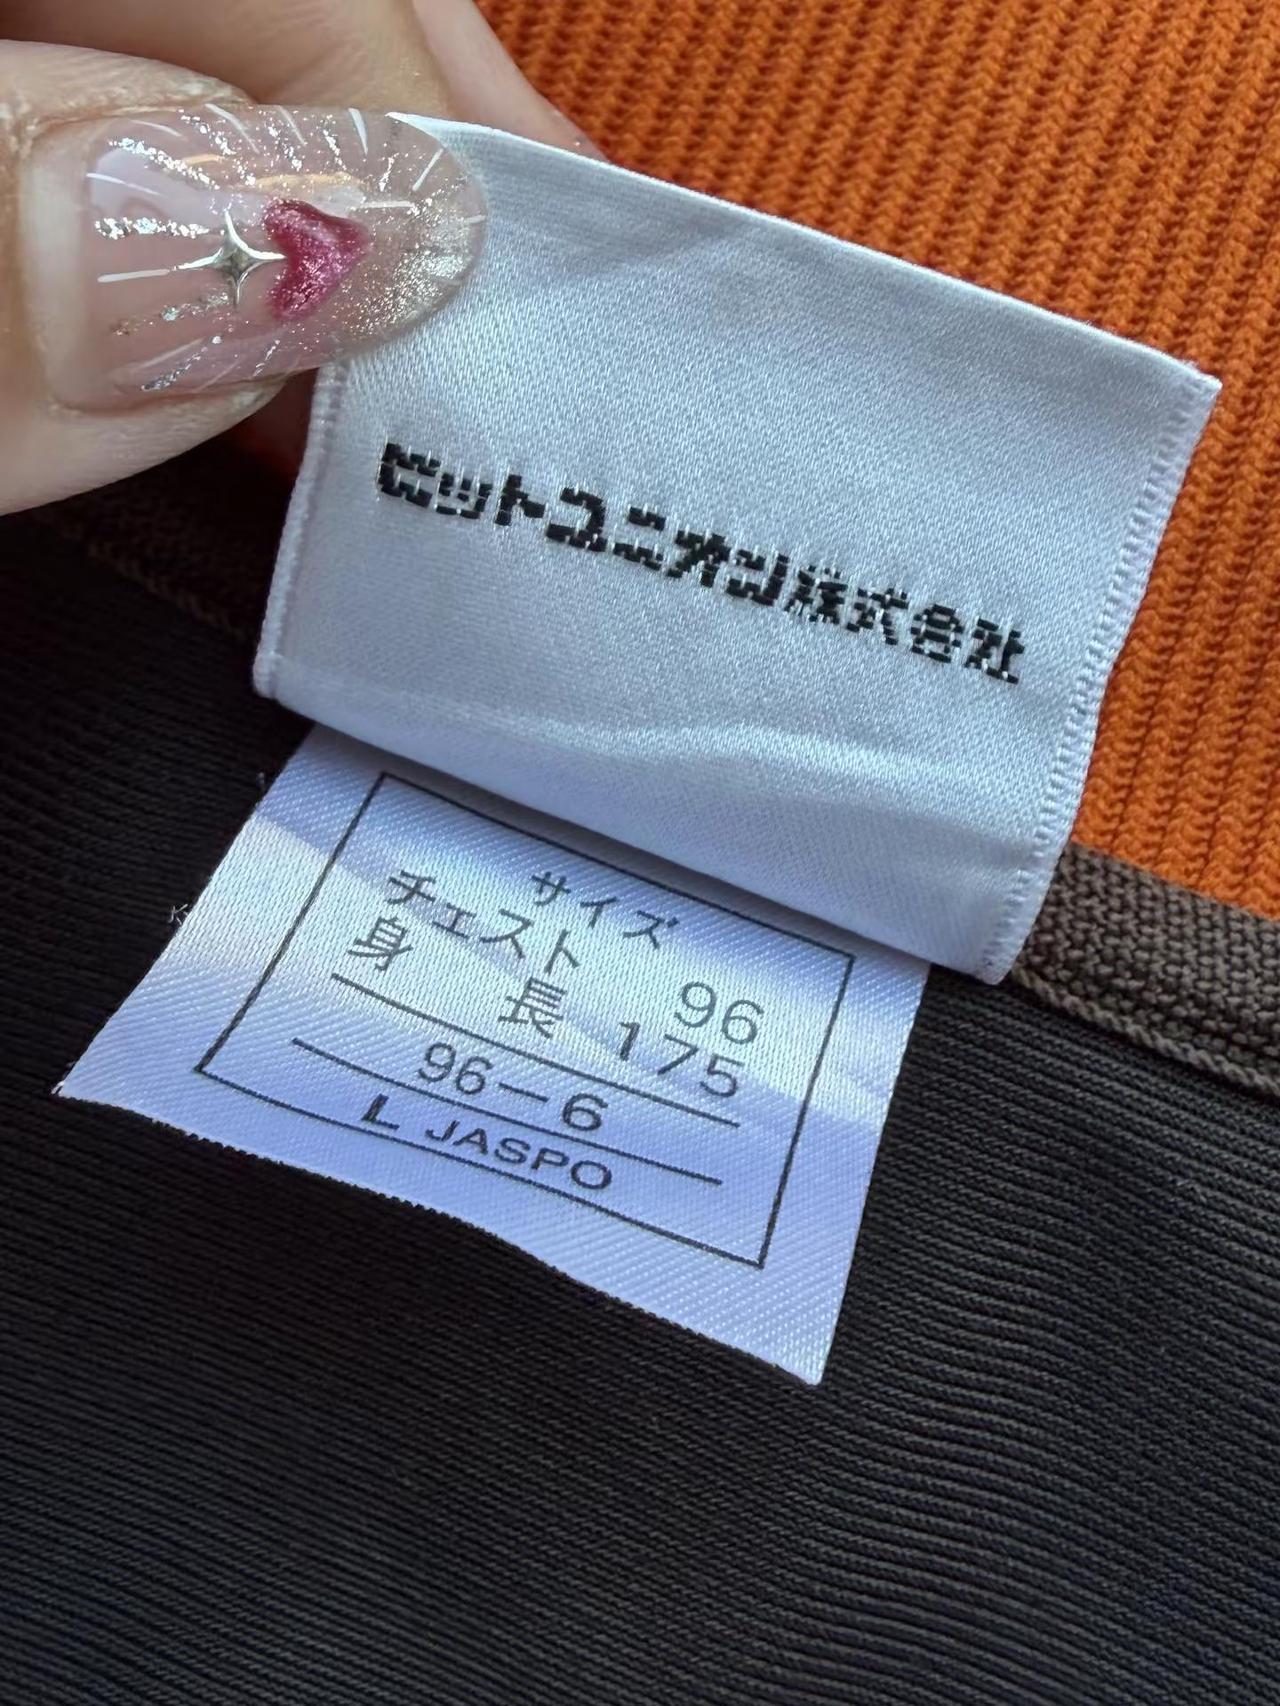 ヒットユニオン株式会社
サイズ
チェスト 96
身長 175
96-6
L JASPO